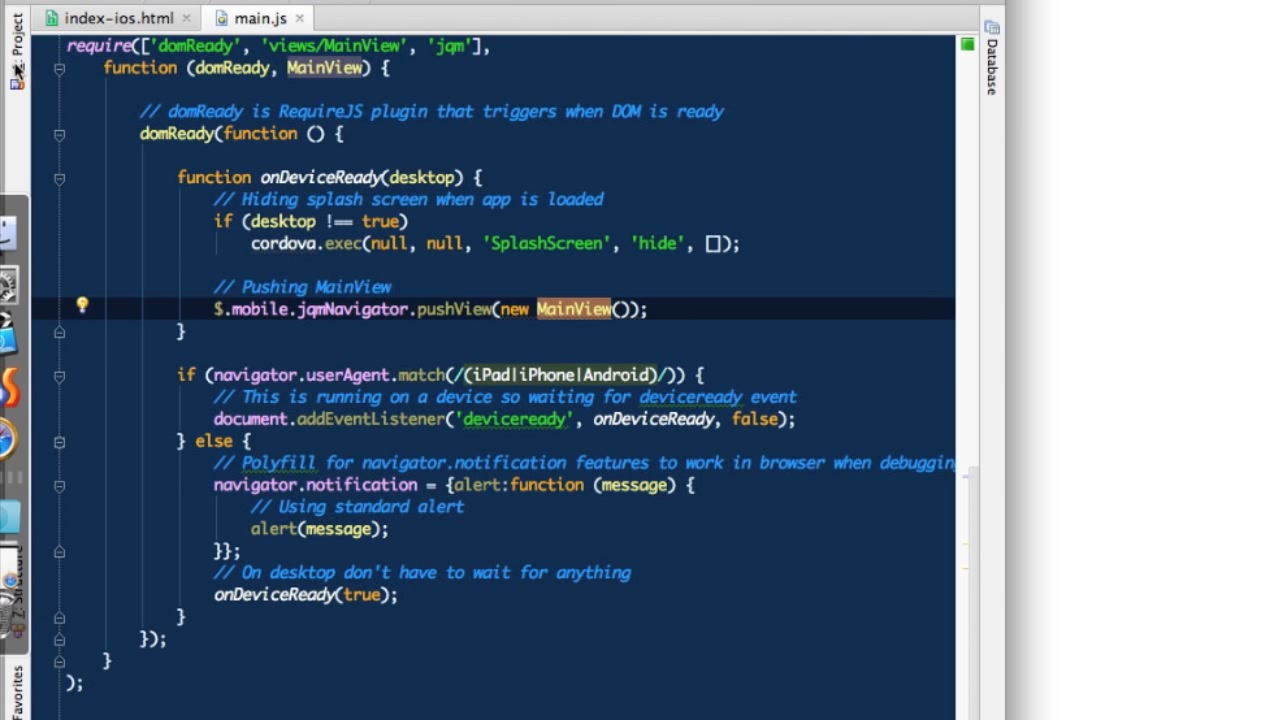 index-ios.html
main.js
Project
Database
require(['domReady', 'views/MainView', 'jqm'],
function (domReady, MainView) {
// domReady is RequireJS plugin that triggers when DOM is ready
domReady(function () {
function onDeviceReady(desktop) {
// Hiding splash screen when app is loaded
if (desktop !== true)
cordova.exec(null, null, 'SplashScreen', 'hide', []);
// Pushing MainView
$.mobile.jqmNavigator.pushView(new MainView());
}
if (navigator.userAgent.match(/(iPad|iPhone|Android)/)) {
// This is running on a device so waiting for deviceready event
document.addEventListener('deviceready', onDeviceReady, false);
} else {
// Polyfill for navigator.notification features to work in browser when debugging
navigator.notification = {alert:function (message) {
// Using standard alert
alert(message);
}};
// On desktop don't have to wait for anything
onDeviceReady(true);
}
});
}
);
Z: Structure
Favorites